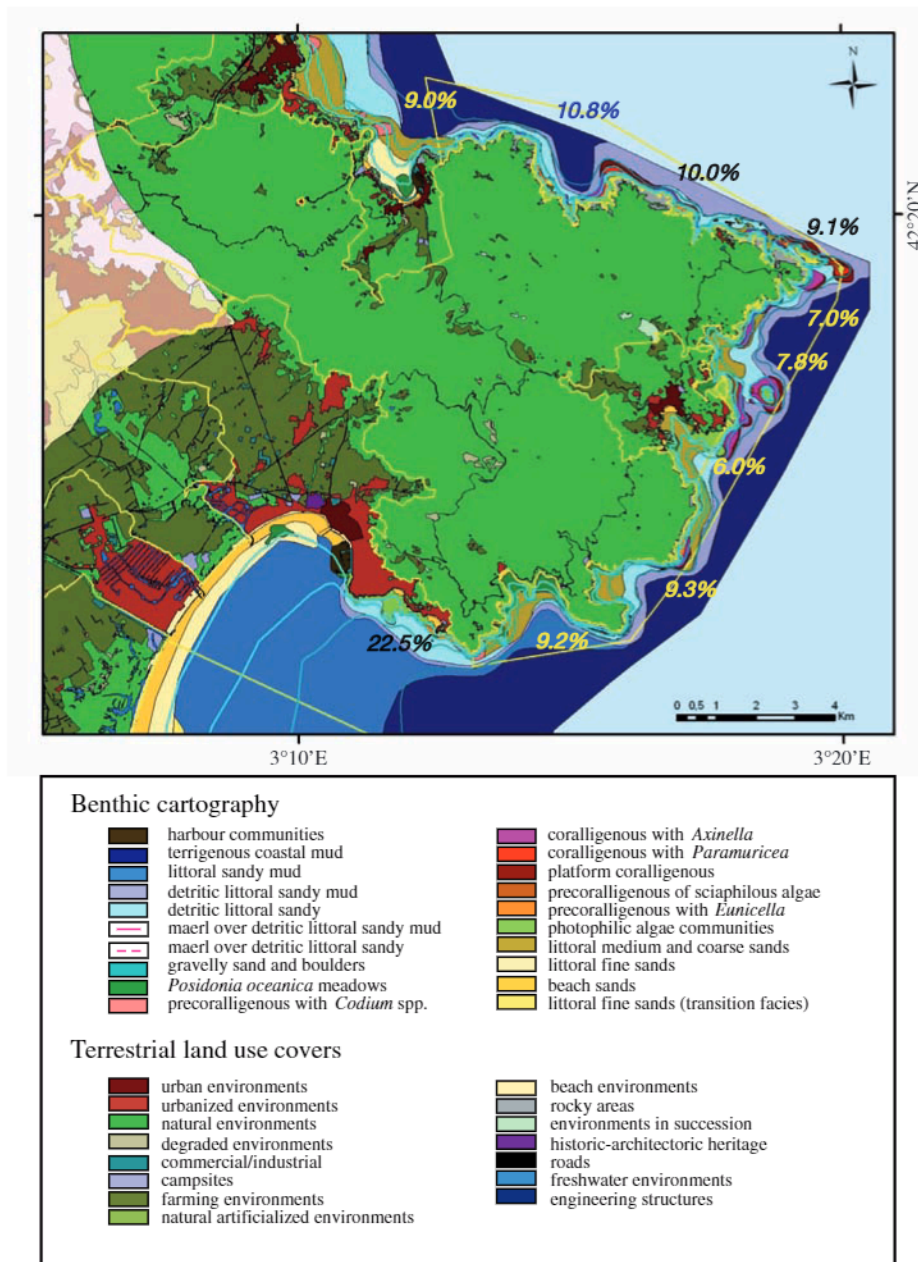 N
9.0%
10.8%
10.0%
42°20'N
9.1%
7.0%
7.8%
6.0%
9.3%
22.5%
9.2%
0 0,5 1 2 3 4
Km
3°10'E
3°20'E
Benthic cartography
harbour communities
terrigenous coastal mud
littoral sandy mud
detritic littoral sandy mud
detritic littoral sandy
maerl over detritic littoral sandy mud
maerl over detritic littoral sandy
gravelly sand and boulders
Posidonia oceanica meadows
precoralligenous with Codium spp.
coralligenous with Axinella
coralligenous with Paramuricea
platform coralligenous
precoralligenous of sciaphilous algae
precoralligenous with Eunicella
photophilic algae communities
littoral medium and coarse sands
littoral fine sands
beach sands
littoral fine sands (transition facies)
Terrestrial land use covers
urban environments
urbanized environments
natural environments
degraded environments
commercial/industrial
campsites
farming environments
natural artificialized environments
beach environments
rocky areas
environments in succession
historic-architectoric heritage
roads
freshwater environments
engineering structures